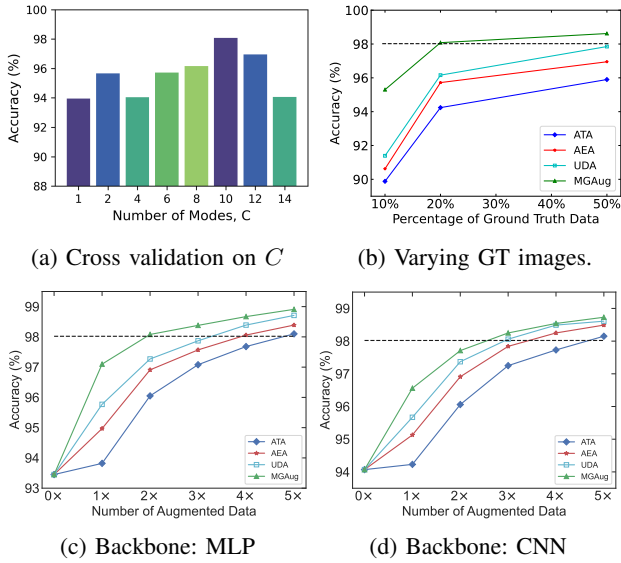 100
98
96
94
92
90
88
Accuracy (%)
1 2 4 6 8 10 12 14
Number of Modes, C
(a) Cross validation on C
98
96
94
92
90
Accuracy (%)
ATA
AEA
UDA
MGAug
10% 20% 50%
Percentage of Ground Truth Data
(b) Varying GT images.
99
98
97
96
95
94
93
Accuracy (%)
ATA
AEA
UDA
MGAug
0× 1× 2× 3× 4× 5×
Number of Augmented Data
(c) Backbone: MLP
99
98
97
96
95
94
Accuracy (%)
ATA
AEA
UDA
MGAug
0× 1× 2× 3× 4× 5×
Number of Augmented Data
(d) Backbone: CNN